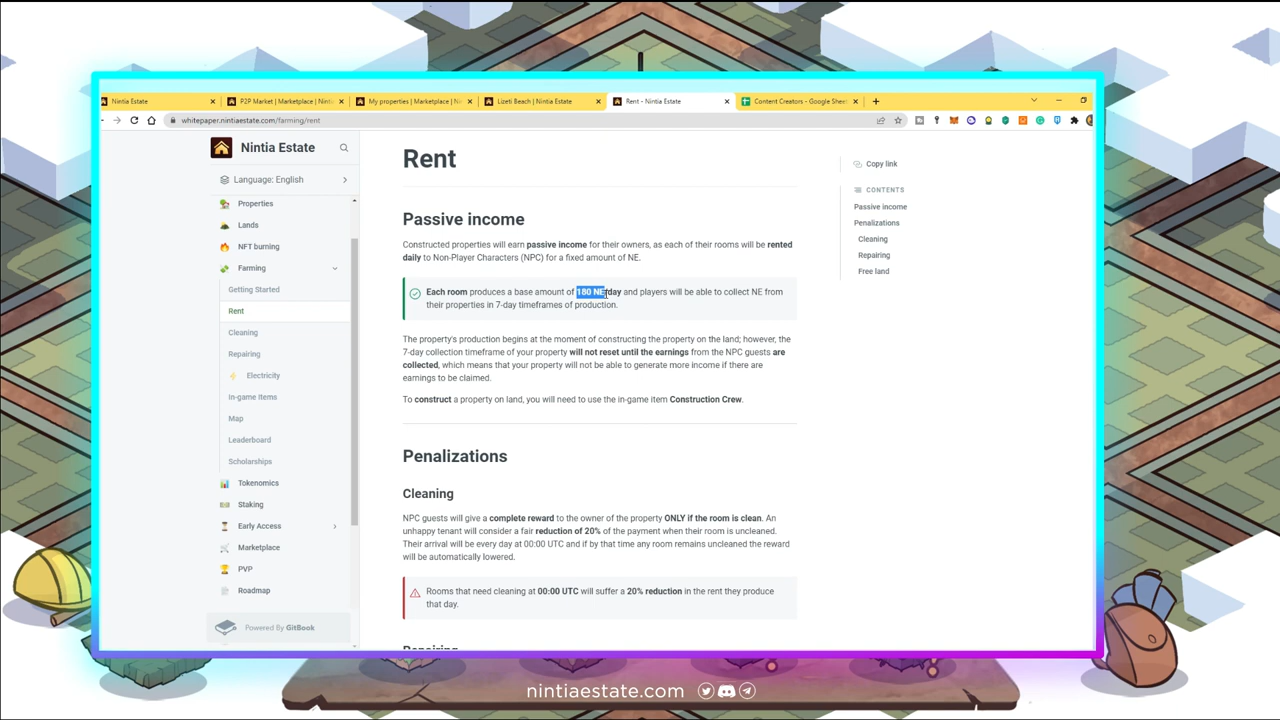 Nintia Estate
P2P Market | Marketplace | Ninti
My properties | Marketplace | Ni
Lizeti Beach | Nintia Estate
Rent - Nintia Estate
Content Creators - Google Shee
whitepaper.nintiaestate.com/farming/rent
Nintia Estate
Language: English
Properties
Lands
NFT burning
Farming
Getting Started
Rent
Cleaning
Repairing
Electricity
In-game Items
Map
Leaderboard
Scholarships
Tokenomics
Staking
Early Access
Marketplace
PVP
Roadmap
Powered By GitBook
Rent
Passive income
Constructed properties will earn passive income for their owners, as each of their rooms will be rented
daily to Non-Player Characters (NPC) for a fixed amount of NE.
Each room produces a base amount of 180 NE/day and players will be able to collect NE from
their properties in 7-day timeframes of production.
The property's production begins at the moment of constructing the property on the land; however, the
7-day collection timeframe of your property will not reset until the earnings from the NPC guests are
collected, which means that your property will not be able to generate more income if there are
earnings to be claimed.
To construct a property on land, you will need to use the in-game item Construction Crew.
Penalizations
Cleaning
NPC guests will give a complete reward to the owner of the property ONLY if the room is clean. An
unhappy tenant will consider a fair reduction of 20% of the payment when their room is uncleaned.
Their arrival will be every day at 00:00 UTC and if by that time any room remains uncleaned the reward
will be automatically lowered.
Rooms that need cleaning at 00:00 UTC will suffer a 20% reduction in the rent they produce
that day.
Repairing
Copy link
CONTENTS
Passive income
Penalizations
Cleaning
Repairing
Free land
nintiaestate.com